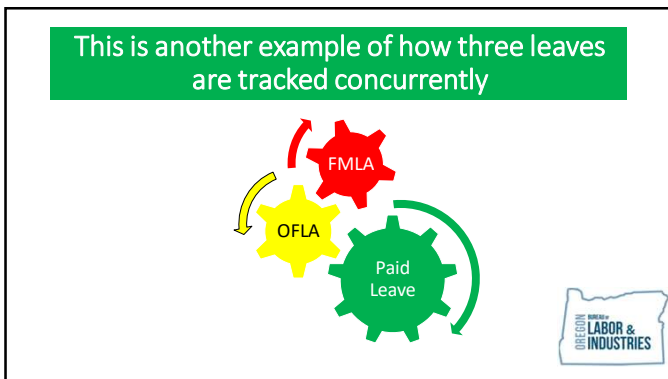 This is another example of how three leaves
are tracked concurrently
FMLA
OFLA
Paid
Leave
OREGON
BUREAU OF
LABOR &
INDUSTRIES